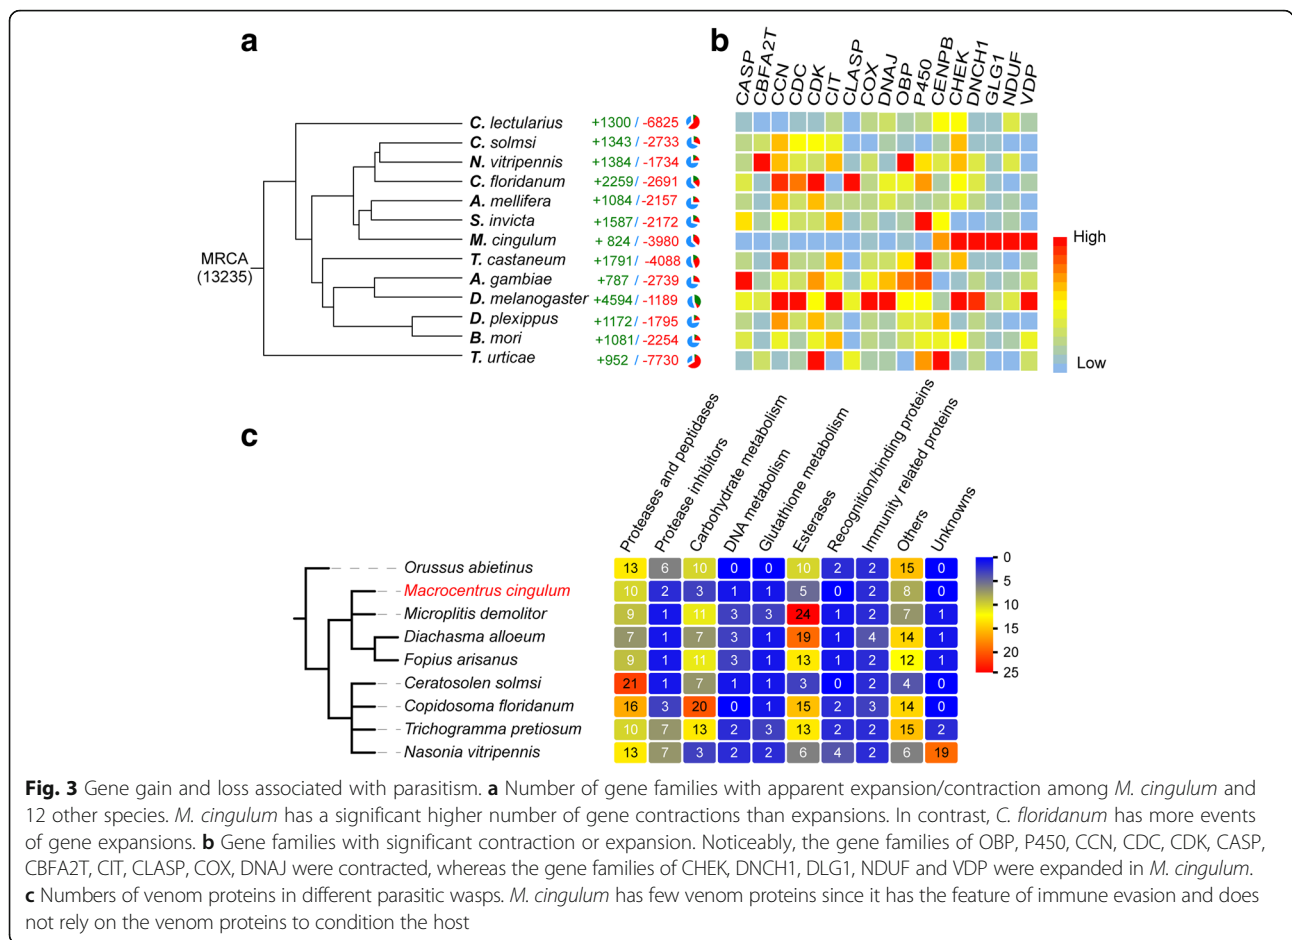 a
b
CASP
CBFA2T
CCN
CDC
CDK
CIT
CLASP
COX
DNAJ
OBP
P450
CENPB
CHEK
DNCH1
GLG1
NDUF
VDP
MRCA
(13235)
C. lectularius +1300 / -6825
C. solmsi +1343 / -2733
N. vitripennis +1384 / -1734
C. floridanum +2259 / -2691
A. mellifera +1084 / -2157
S. invicta +1587 / -2172
M. cingulum + 824 / -3980
T. castaneum +1791 / -4088
A. gambiae +787 / -2739
D. melanogaster +4594 / -1189
D. plexippus +1172 / -1795
B. mori +1081 / -2254
T. urticae +952 / -7730
High
Low
c
Proteases and peptidases
Protease inhibitors
Carbohydrate metabolism
DNA metabolism
Glutathione metabolism
Esterases
Recognition/binding proteins
Immunity related proteins
Others
Unknowns
Orussus abietinus 13 6 10 0 0 10 2 2 15 0
Macrocentrus cingulum 10 2 3 1 1 5 0 2 8 0
Microplitis demolitor 9 1 11 3 3 24 1 2 7 1
Diachasma alloeum 7 1 7 3 1 19 1 4 14 1
Fopius arisanus 9 1 11 3 1 13 1 2 12 1
Ceratosolen solmsi 21 1 7 1 1 3 0 2 4 0
Copidosoma floridanum 16 3 20 0 1 15 2 3 14 0
Trichogramma pretiosum 10 7 13 2 3 13 2 2 15 2
Nasonia vitripennis 13 7 3 2 2 6 4 2 6 19
0
5
10
15
20
25
Fig. 3 Gene gain and loss associated with parasitism. a Number of gene families with apparent expansion/contraction among M. cingulum and
12 other species. M. cingulum has a significant higher number of gene contractions than expansions. In contrast, C. floridanum has more events
of gene expansions. b Gene families with significant contraction or expansion. Noticeably, the gene families of OBP, P450, CCN, CDC, CDK, CASP,
CBFA2T, CIT, CLASP, COX, DNAJ were contracted, whereas the gene families of CHEK, DNCH1, DLG1, NDUF and VDP were expanded in M. cingulum.
c Numbers of venom proteins in different parasitic wasps. M. cingulum has few venom proteins since it has the feature of immune evasion and does
not rely on the venom proteins to condition the host